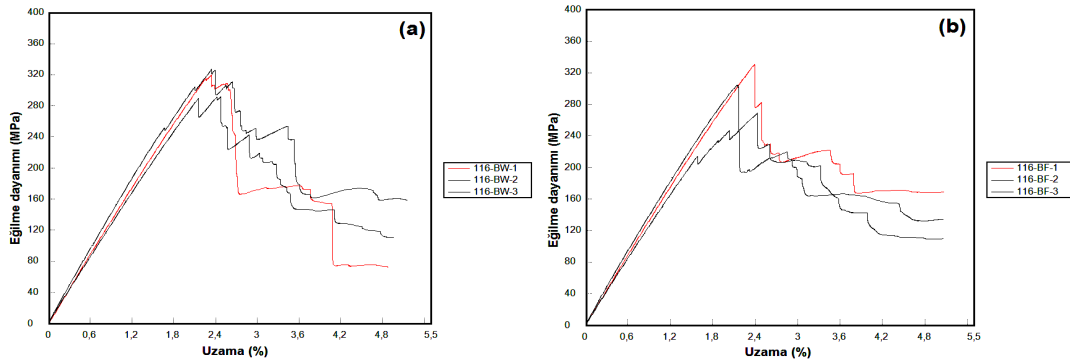 (a)
Eğilme dayanımı (MPa)
400
360
320
280
240
200
160
120
80
40
0
0 0,6 1,2 1,8 2,4 3 3,6 4,2 4,8 5,5
Uzama (%)
116-BW-1
116-BW-2
116-BW-3
(b)
Eğilme dayanımı (MPa)
400
360
320
280
240
200
160
120
80
40
0
0 0,6 1,2 1,8 2,4 3 3,6 4,2 4,8 5,5
Uzama (%)
116-BF-1
116-BF-2
116-BF-3